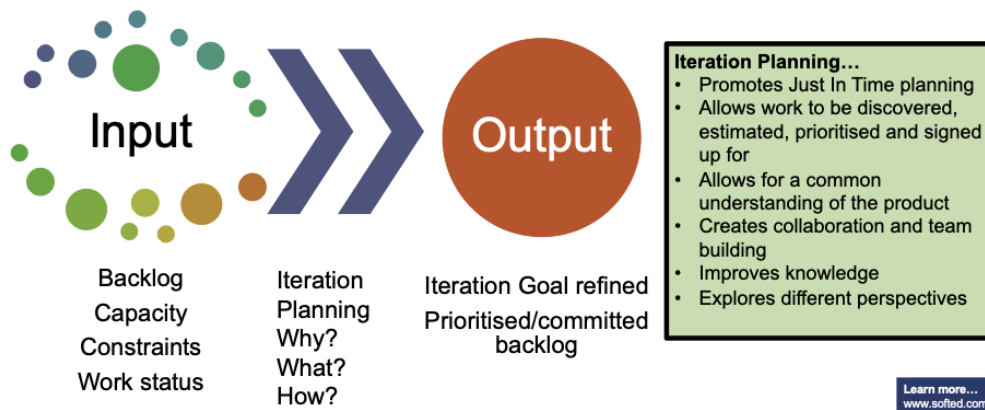 Input
Output
Backlog
Capacity
Constraints
Work status
Iteration
Planning
Why?
What?
How?
Iteration Goal refined
Prioritised/committed
backlog
Iteration Planning…
• Promotes Just In Time planning
• Allows work to be discovered,
estimated, prioritised and signed
up for
• Allows for a common
understanding of the product
• Creates collaboration and team
building
• Improves knowledge
• Explores different perspectives
Learn more…
www.softed.com